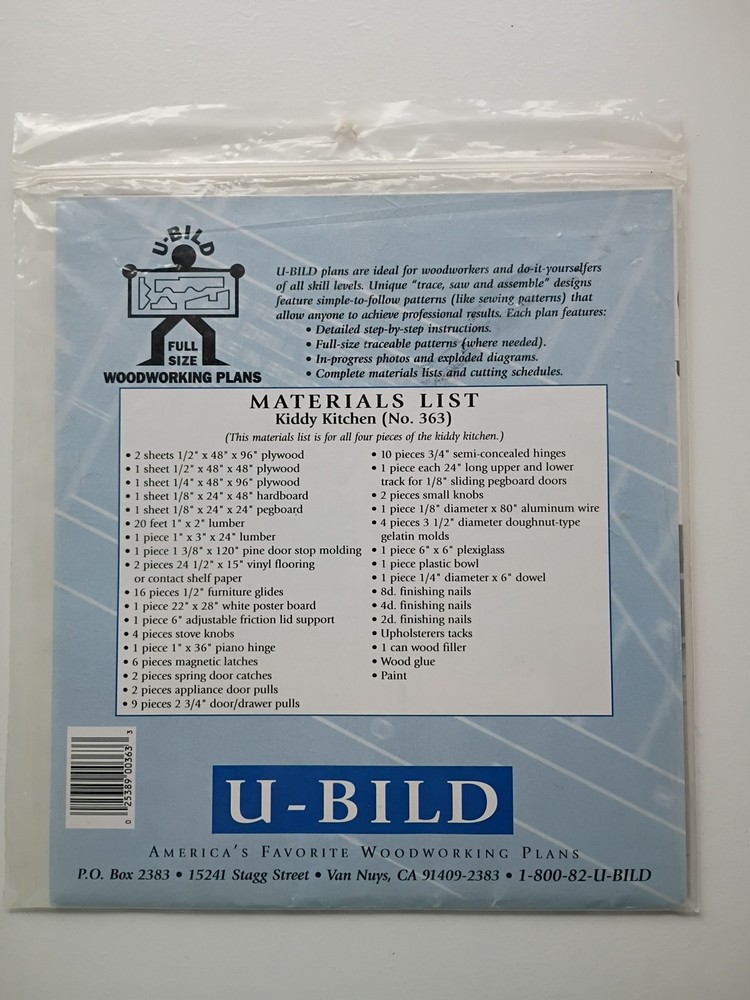 U-BILD
FULL
SIZE
WOODWORKING PLANS
U-BILD plans are ideal for woodworkers and do-it-yourselfers
of all skill levels. Unique "trace, saw and assemble" designs
feature simple-to-follow patterns (like sewing patterns) that
allow anyone to achieve professional results. Each plan features:
• Detailed step-by-step instructions.
• Full-size traceable patterns (where needed).
• In-progress photos and exploded diagrams.
• Complete materials lists and cutting schedules.
MATERIALS LIST
Kiddy Kitchen (No. 363)
(This materials list is for all four pieces of the kiddy kitchen.)
• 2 sheets 1/2" x 48" x 96" plywood
• 1 sheet 1/2" x 48" x 48" plywood
• 1 sheet 1/4" x 48" x 96" plywood
• 1 sheet 1/8" x 24" x 48" hardboard
• 1 sheet 1/8" x 24" x 24" pegboard
• 20 feet 1" x 2" lumber
• 1 piece 1" x 3" x 24" lumber
• 1 piece 1 3/8" x 120" pine door stop molding
• 2 pieces 24 1/2" x 15" vinyl flooring
or contact shelf paper
• 16 pieces 1/2" furniture glides
• 1 piece 22" x 28" white poster board
• 1 piece 6" adjustable friction lid support
• 4 pieces stove knobs
• 1 piece 1" x 36" piano hinge
• 6 pieces magnetic latches
• 2 pieces spring door catches
• 2 pieces appliance door pulls
• 9 pieces 2 3/4" door/drawer pulls
• 10 pieces 3/4" semi-concealed hinges
• 1 piece each 24" long upper and lower
track for 1/8" sliding pegboard doors
• 2 pieces small knobs
• 1 piece 1/8" diameter x 80" aluminum wire
• 4 pieces 3 1/2" diameter doughnut-type
gelatin molds
• 1 piece 6" x 6" plexiglass
• 1 piece plastic bowl
• 1 piece 1/4" diameter x 6" dowel
• 8d. finishing nails
• 4d. finishing nails
• 2d. finishing nails
• Upholsterers tacks
• 1 can wood filler
• Wood glue
• Paint
0 25389 00363 3
U-BILD
AMERICA'S FAVORITE WOODWORKING PLANS
P.O. Box 2383 • 15241 Stagg Street • Van Nuys, CA 91409-2383 • 1-800-82-U-BILD